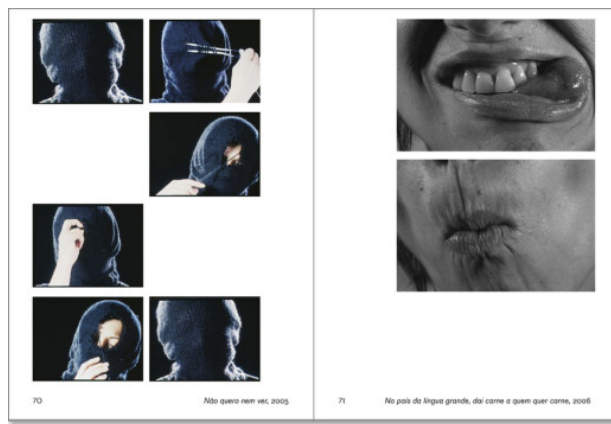 70
Não quero nem ver, 2005
71
No país da língua grande, dai carne a quem quer carne, 2006